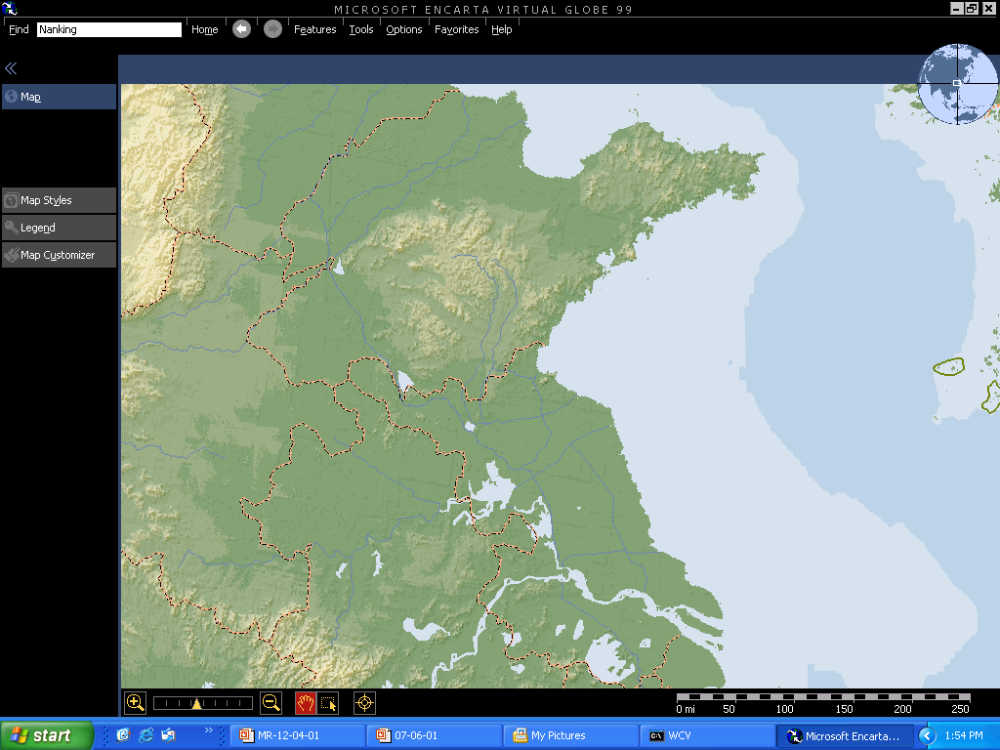 MICROSOFT ENCARTA VIRTUAL GLOBE 99
Find Nanking Home Features Tools Options Favorites Help
Map
Map Styles
Legend
Map Customizer
0 mi 50 100 150 200 250
start MR-12-04-01 07-06-01 My Pictures WCV Microsoft Encarta... 1:54 PM